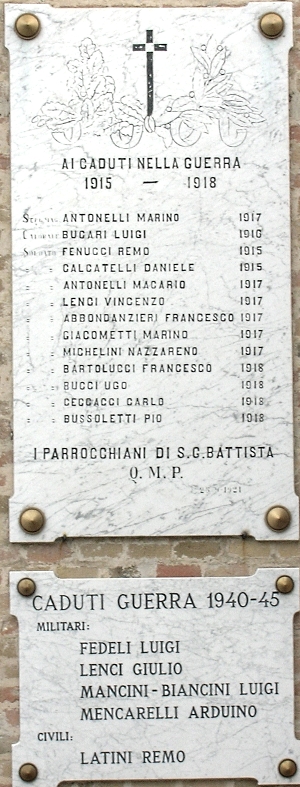 AI CADUTI NELLA GUERRA
1915 — 1918
ANTONELLI MARINO 1917
CAPORALE BUGARI LUIGI 1916
SOLDATO FENUCCI REMO 1915
" " CALCATELLI DANIELE 1915
" " ANTONELLI MACARIO 1917
" " LENCI VINCENZO 1917
" " ABBONDANZIERI FRANCESCO 1917
" " GIACOMETTI MARINO 1917
" " MICHELINI NAZZARENO 1917
" " BARTOLUCCI FRANCESCO 1918
" " BUCCI UGO 1918
" " CECCACCI CARLO 1918
" " BUSSOLETTI PIO 1918
I PARROCCHIANI DI S.G.BATTISTA
Q. M. P.
1921
CADUTI GUERRA 1940-45
MILITARI:
FEDELI LUIGI
LENCI GIULIO
MANCINI-BIANCINI LUIGI
MENCARELLI ARDUINO
CIVILI:
LATINI REMO